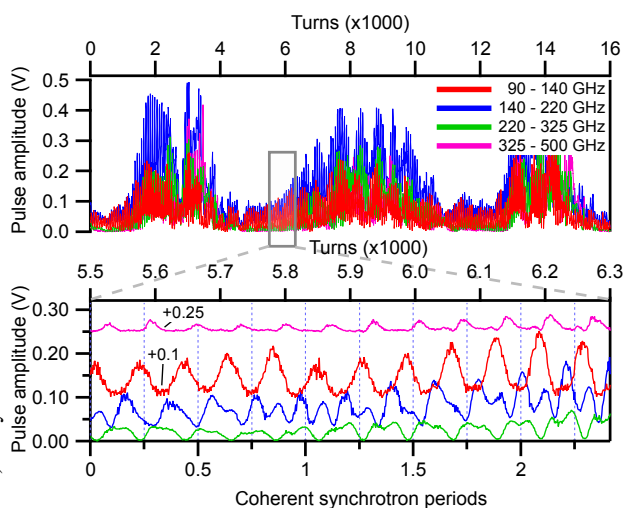 Turns (x1000)
0 2 4 6 8 10 12 14 16
Pulse amplitude (V)
0.5
0.4
0.3
0.2
0.1
0.0
90 - 140 GHz
140 - 220 GHz
220 - 325 GHz
325 - 500 GHz
Turns (x1000)
5.5 5.6 5.7 5.8 5.9 6.0 6.1 6.2 6.3
Pulse amplitude (V)
0.30
0.20
0.10
0.00
+0.25
+0.1
0 0.5 1 1.5 2
Coherent synchrotron periods